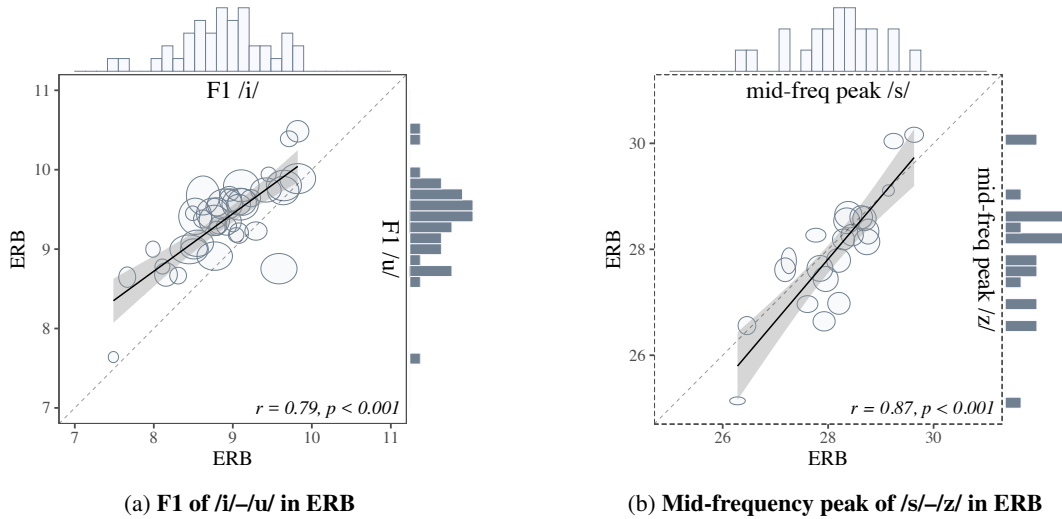 F1 /i/
F1 /u/
11
10
9
8
7
ERB
7 8 9 10 11
ERB
r = 0.79, p < 0.001
(a) F1 of /i/–/u/ in ERB
mid-freq peak /s/
mid-freq peak /z/
30
28
26
ERB
26 28 30
ERB
r = 0.87, p < 0.001
(b) Mid-frequency peak of /s/–/z/ in ERB